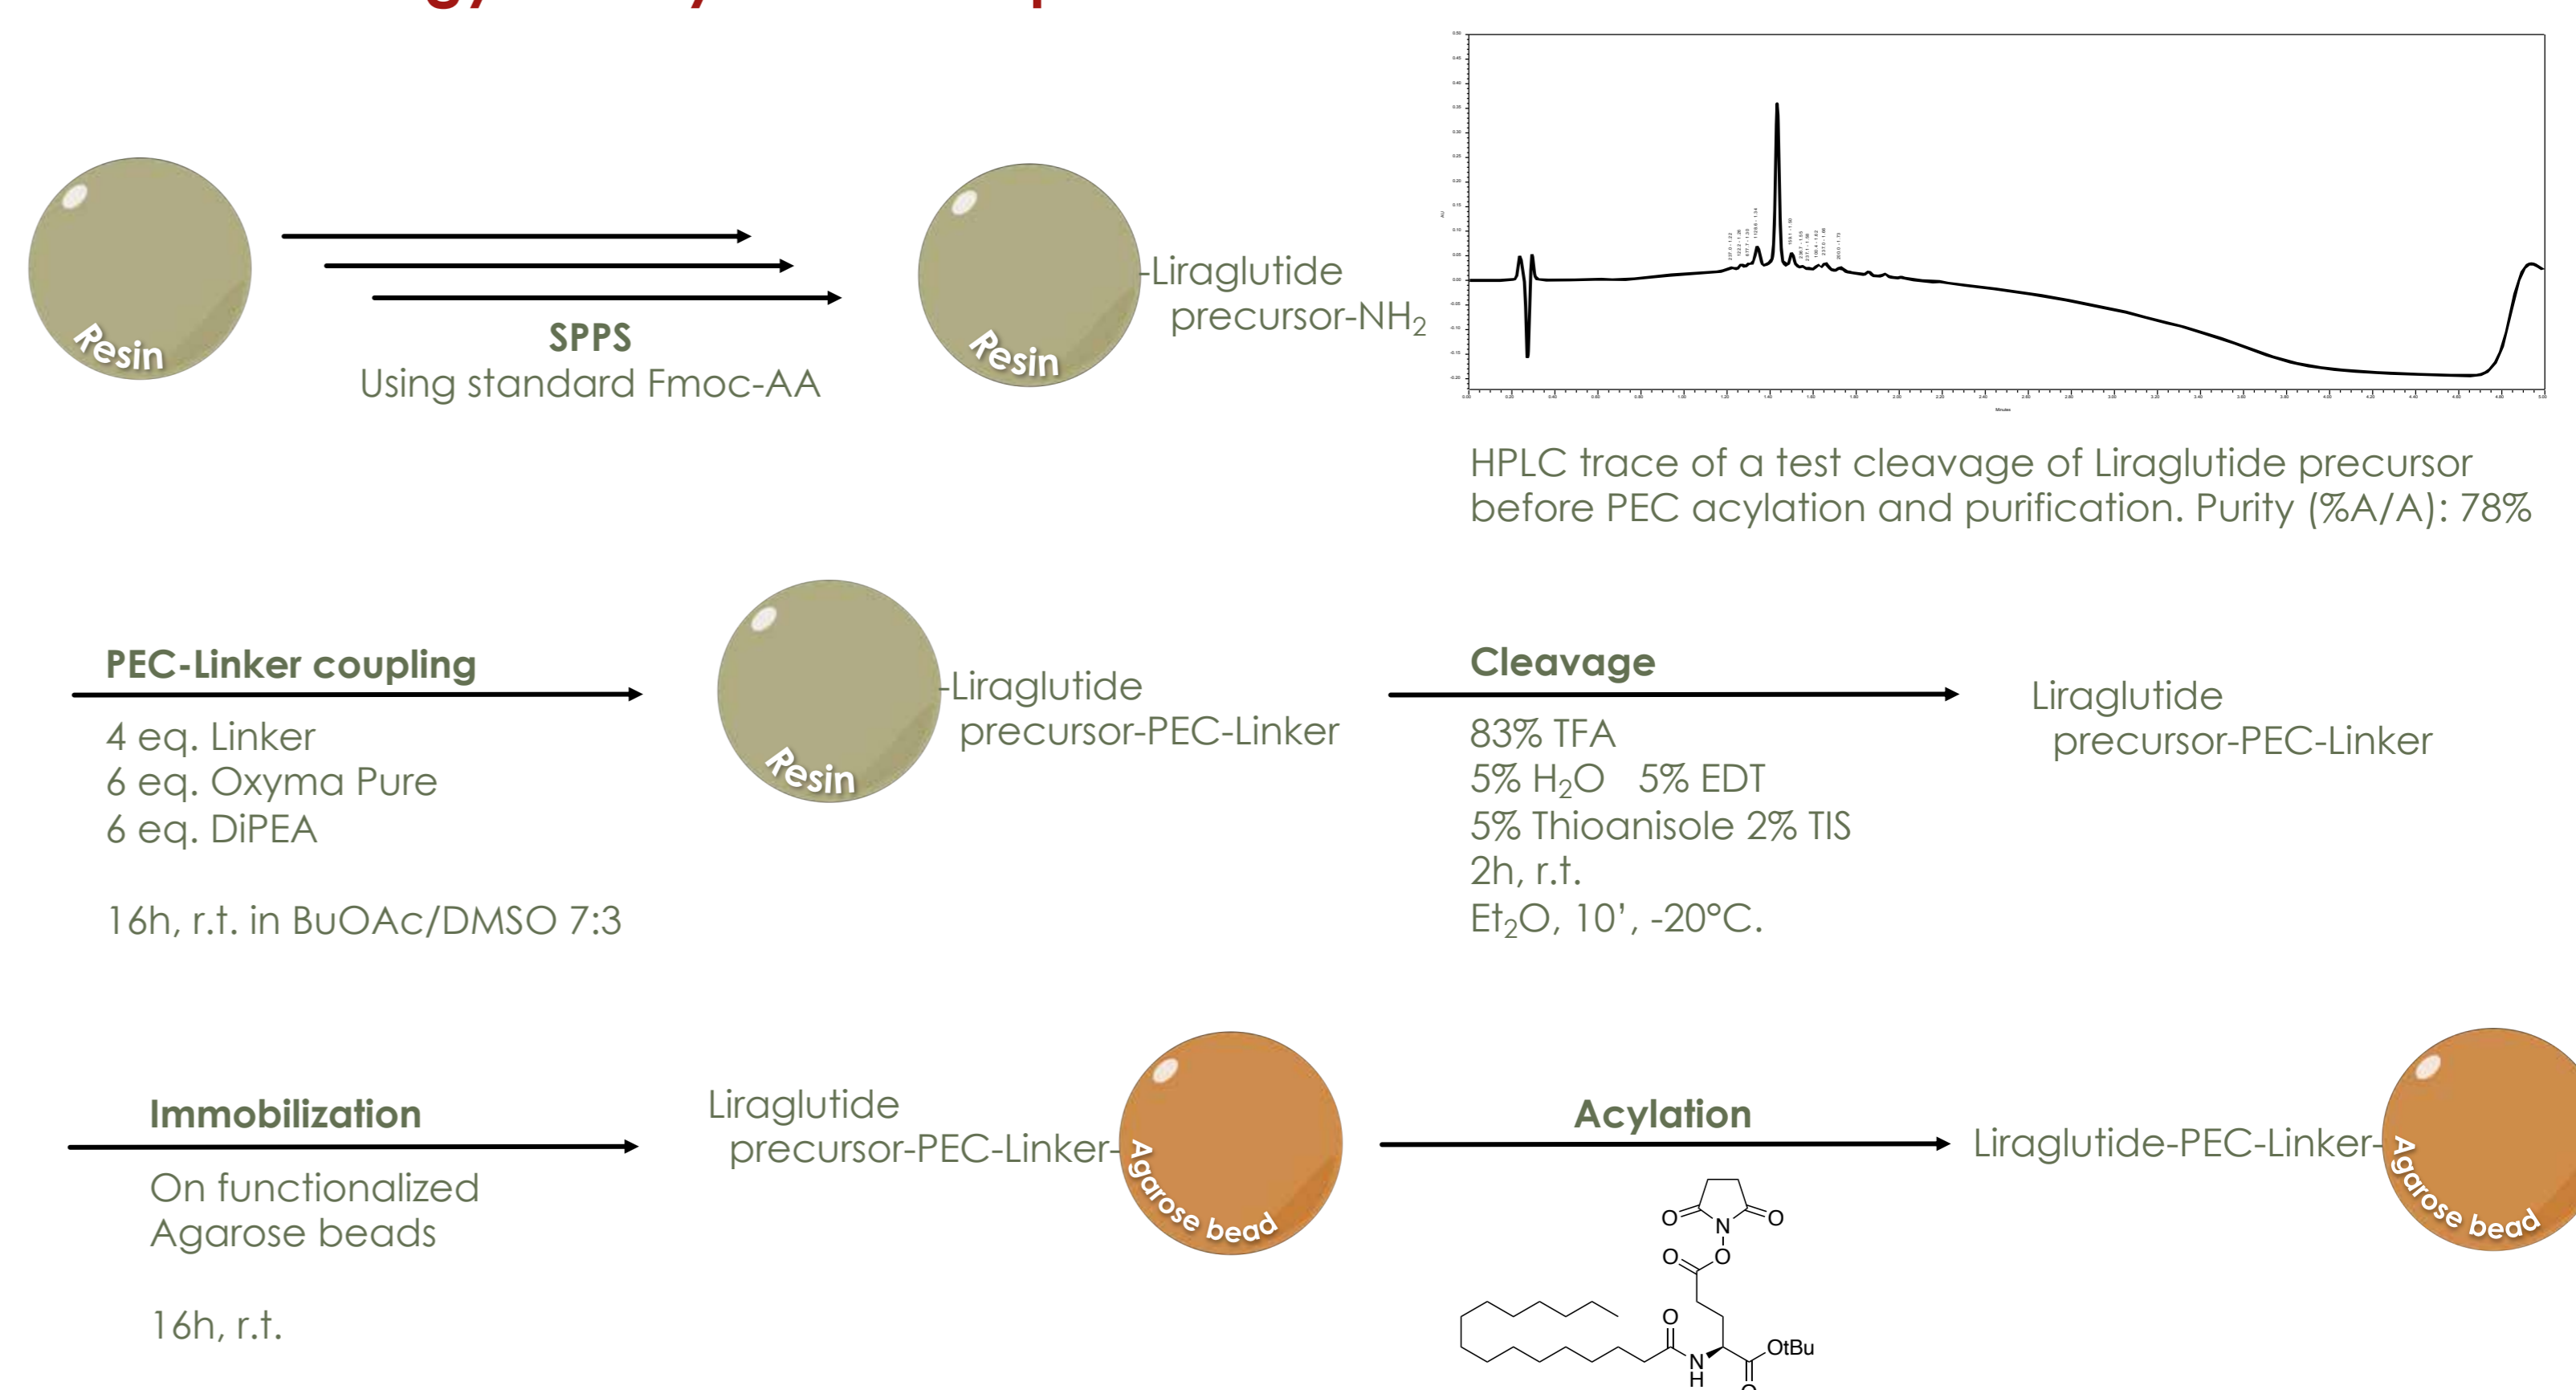 Resin
SPPS
Using standard Fmoc-AA
Resin
-Liraglutide
precursor-NH₂
AU
Minutes
HPLC trace of a test cleavage of Liraglutide precursor
before PEC acylation and purification. Purity (%A/A): 78%
PEC-Linker coupling
4 eq. Linker
6 eq. Oxyma Pure
6 eq. DiPEA
16h, r.t. in BuOAc/DMSO 7:3
Resin
-Liraglutide
precursor-PEC-Linker
Cleavage
83% TFA
5% H₂O 5% EDT
5% Thioanisole 2% TIS
2h, r.t.
Et₂O, 10’, -20°C.
Liraglutide
precursor-PEC-Linker
Immobilization
On functionalized
Agarose beads
16h, r.t.
Liraglutide
precursor-PEC-Linker-
Agarose bead
Acylation
O
N
O
O
O
O
N
H
OtBu
O
Liraglutide-PEC-Linker-
Agarose bead